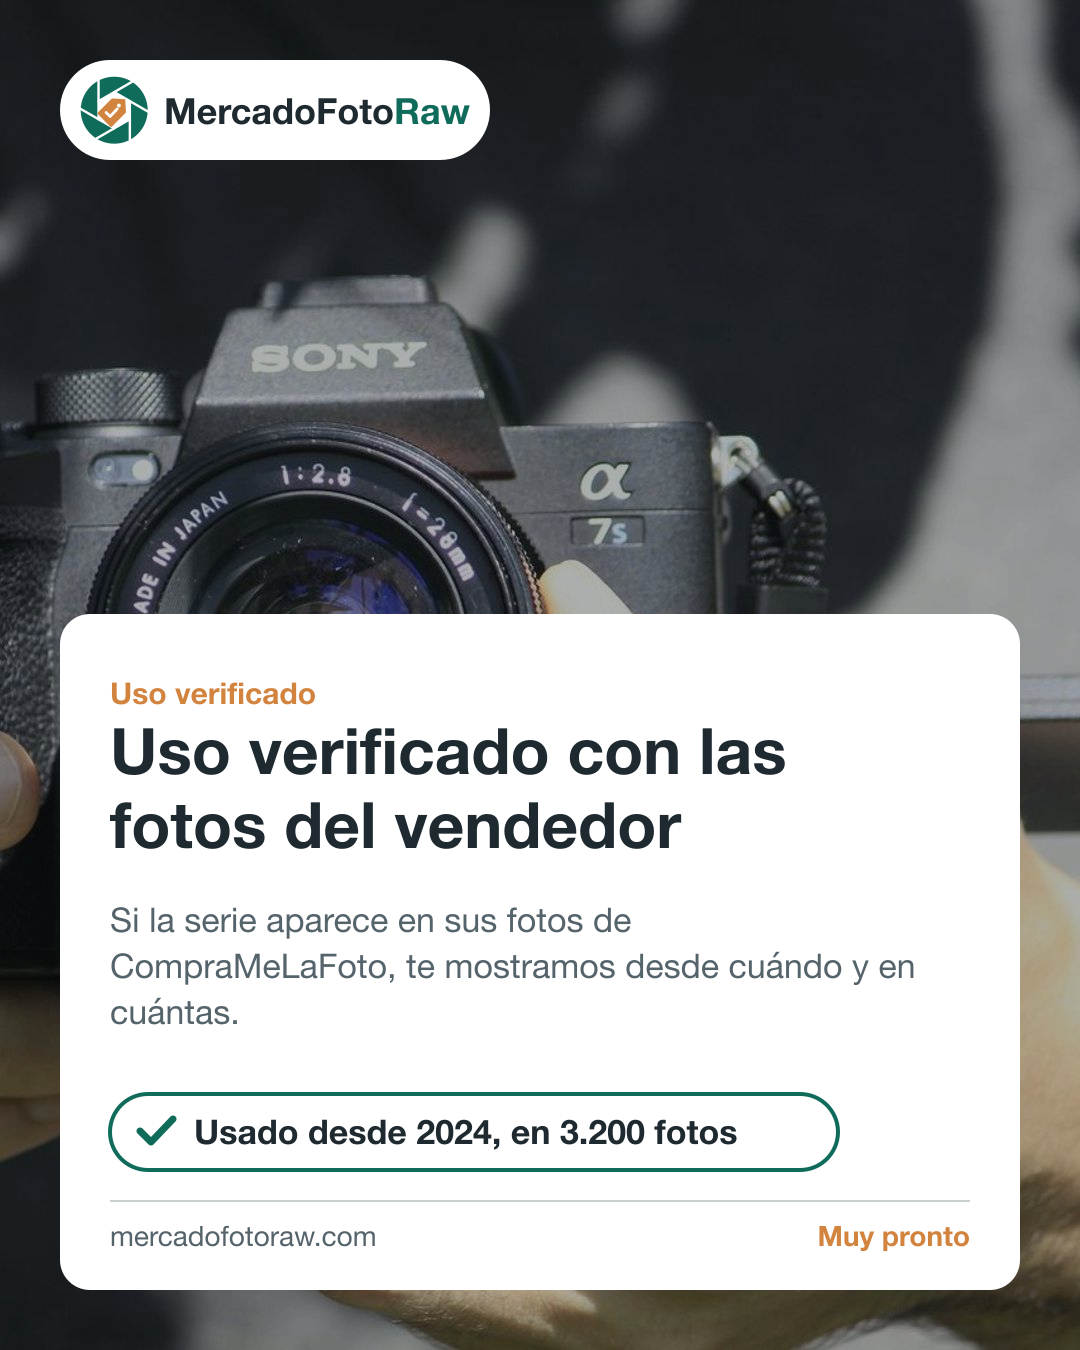 MercadoFotoRaw
SONY
1:2.8
f=28mm
MADE IN JAPAN
α
7s
Uso verificado
Uso verificado con las
fotos del vendedor
Si la serie aparece en sus fotos de
CompraMeLaFoto, te mostramos desde cuándo y en
cuántas.
Usado desde 2024, en 3.200 fotos
mercadofotoraw.com
Muy pronto